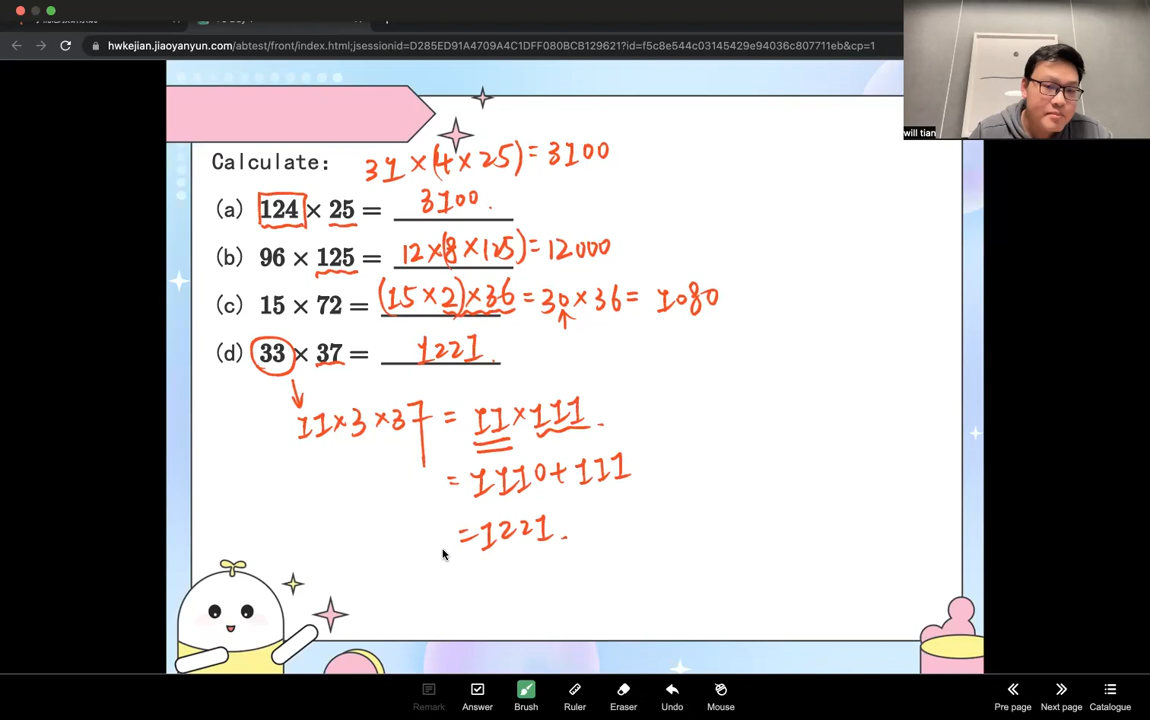 hwkejian.jiaoyanyun.com/abtest/front/index.html;jsessionid=D285ED91A4709A4C1DFF080BCB129621?id=f5c8e544c03145429e94036c807711eb&cp=1
will tian
Calculate: 31×(4×25)=3100
(a) 124 × 25 = 3100.
(b) 96 × 125 = 12×(8×125)=12000
(c) 15 × 72 = (15×2)×36 = 30×36 = 1080
(d) 33 × 37 = 1221.
11×3×37 = 11×111.
= 1110+111
=1221.
Remark Answer Brush Ruler Eraser Undo Mouse Pre page Next page Catalogue